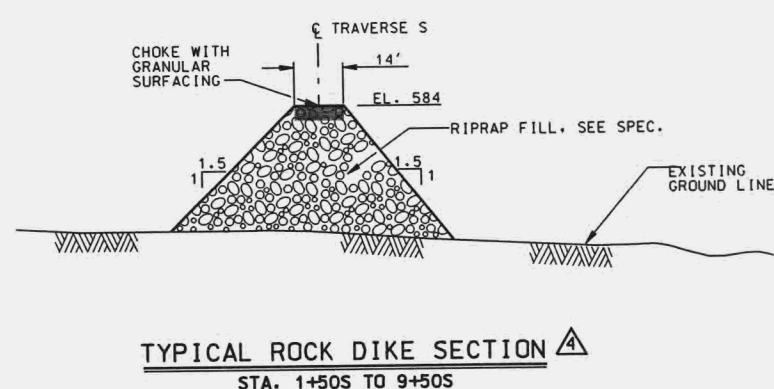 ℄ TRAVERSE S
CHOKE WITH
GRANULAR
SURFACING
14'
EL. 584
RIPRAP FILL, SEE SPEC.
1.5
1
1.5
1
EXISTING
GROUND LINE
TYPICAL ROCK DIKE SECTION 4
STA. 1+50S TO 9+50S